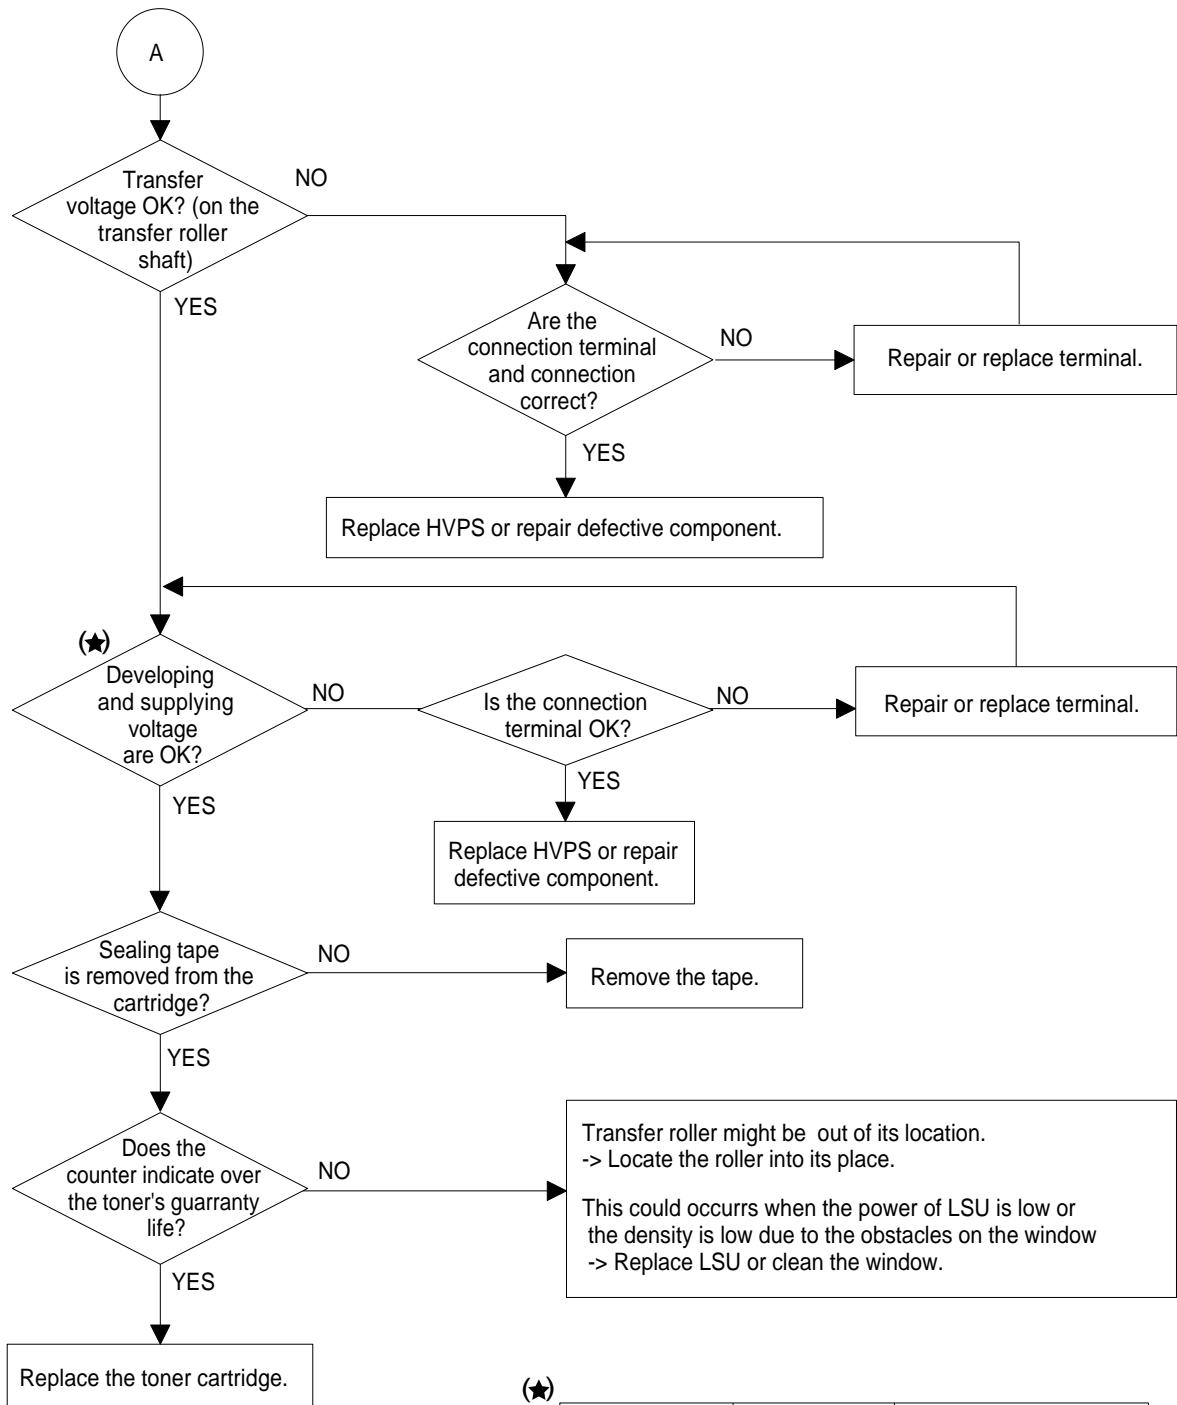 A
Transfer
voltage OK? (on the
transfer roller
shaft)
NO
YES
Are the
connection terminal
and connection
correct?
NO
Repair or replace terminal.
YES
Replace HVPS or repair defective component.
(★)
Developing
and supplying
voltage
are OK?
NO
Is the connection
terminal OK?
NO
Repair or replace terminal.
YES
YES
Replace HVPS or repair
defective component.
Sealing tape
is removed from the
cartridge?
NO
Remove the tape.
YES
Does the
counter indicate over
the toner's guarranty
life?
NO
Transfer roller might be out of its location.
-> Locate the roller into its place.
This could occurrs when the power of LSU is low or
the density is low due to the obstacles on the window
-> Replace LSU or clean the window.
YES
Replace the toner cartridge.
(★)